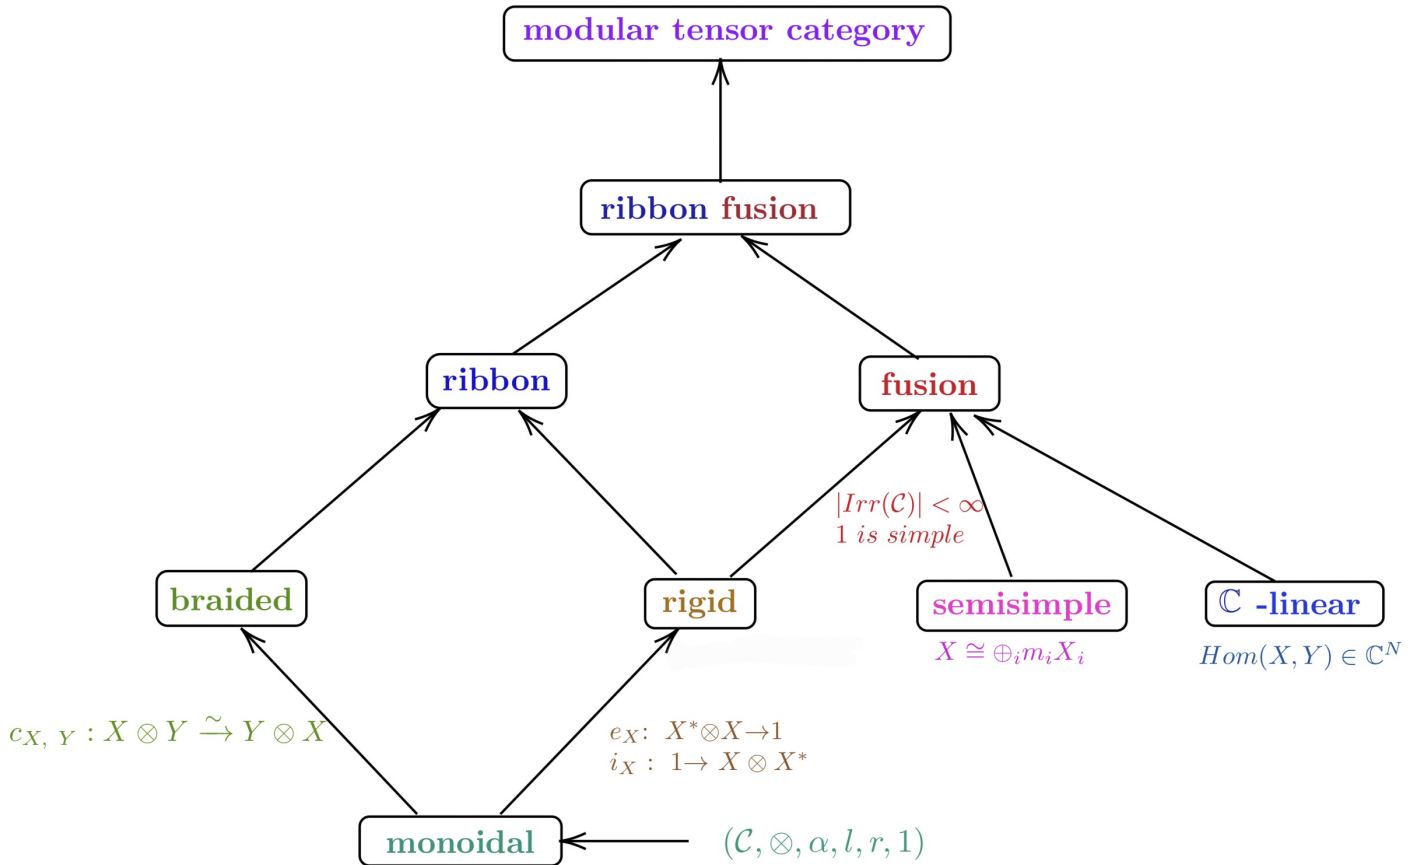 modular tensor category
ribbon fusion
ribbon
fusion
|Irr(𝒞)| < ∞
1 is simple
braided
rigid
semisimple
ℂ -linear
X ≅ ⊕ᵢmᵢXᵢ
Hom(X, Y) ∈ ℂᴺ
c_{X, Y} : X ⊗ Y ⥲ Y ⊗ X
e_X: X*⊗X→1
i_X : 1→ X ⊗ X*
monoidal
(𝒞, ⊗, α, l, r, 1)